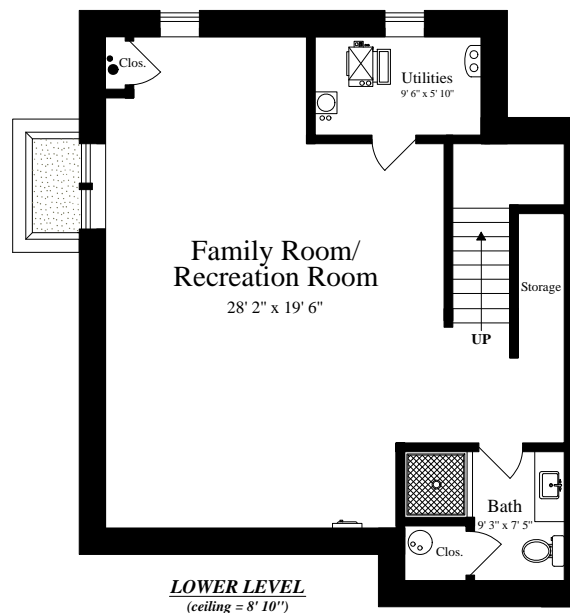 Clos.
Utilities
9' 6" x 5' 10"
Family Room/
Recreation Room
28' 2" x 19' 6"
Storage
UP
Bath
9' 3" x 7' 5"
Clos.
LOWER LEVEL
(ceiling = 8' 10")